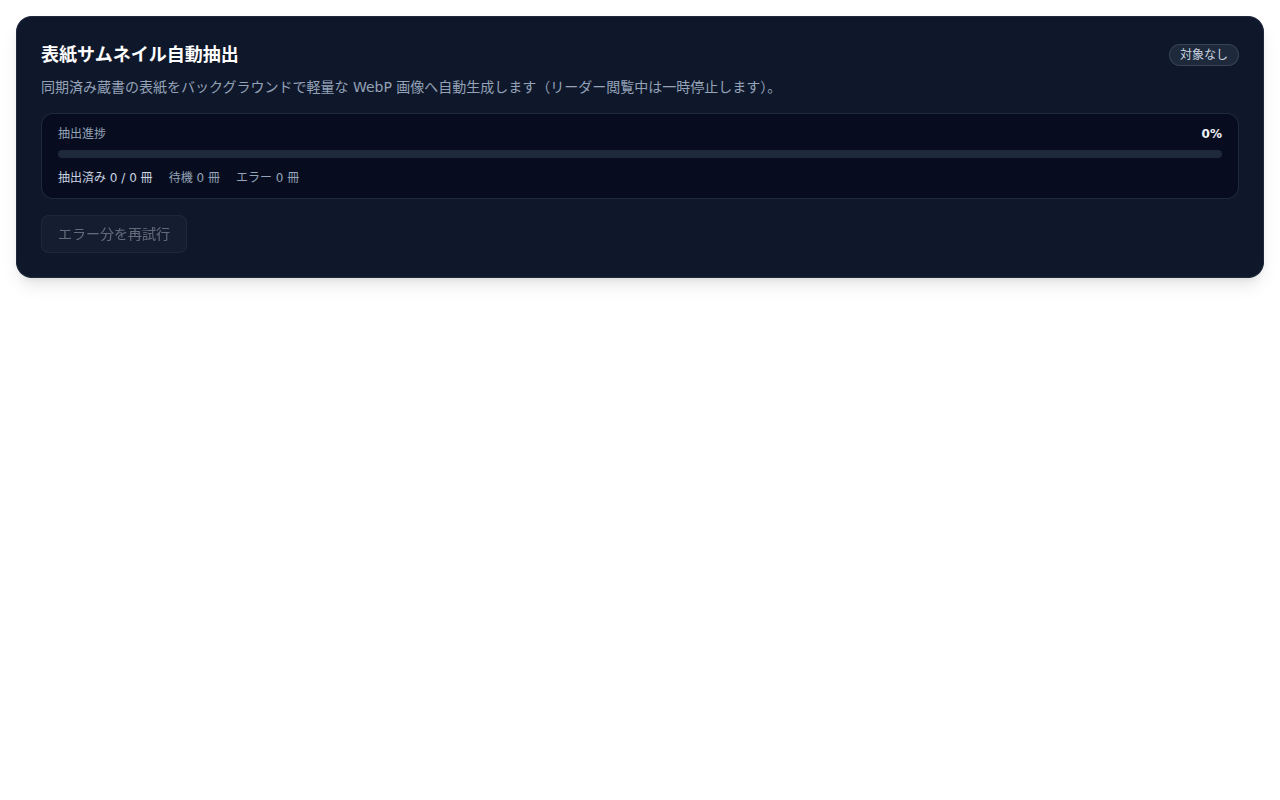 表紙サムネイル自動抽出
対象なし
同期済み蔵書の表紙をバックグラウンドで軽量な WebP 画像へ自動生成します（リーダー閲覧中は一時停止します）。
抽出進捗
0%
抽出済み 0 / 0 冊 待機 0 冊 エラー 0 冊
エラー分を再試行